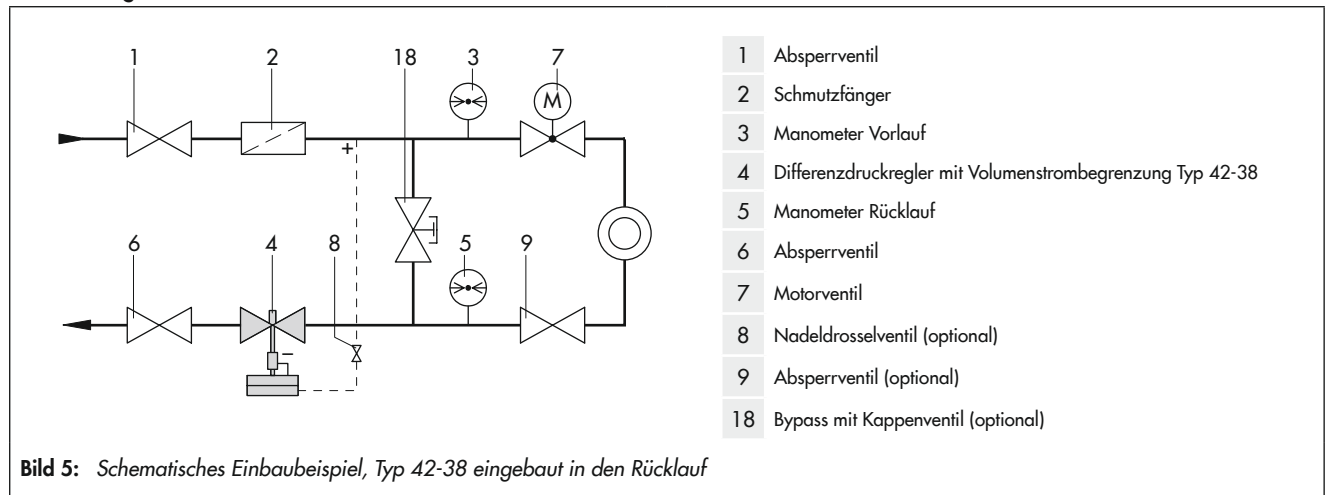 1 2 18 3 7
M
+
6 4 8 5 9
−
1 Absperrventil
2 Schmutzfänger
3 Manometer Vorlauf
4 Differenzdruckregler mit Volumenstrombegrenzung Typ 42-38
5 Manometer Rücklauf
6 Absperrventil
7 Motorventil
8 Nadeldrosselventil (optional)
9 Absperrventil (optional)
18 Bypass mit Kappenventil (optional)
Bild 5: Schematisches Einbaubeispiel, Typ 42-38 eingebaut in den Rücklauf